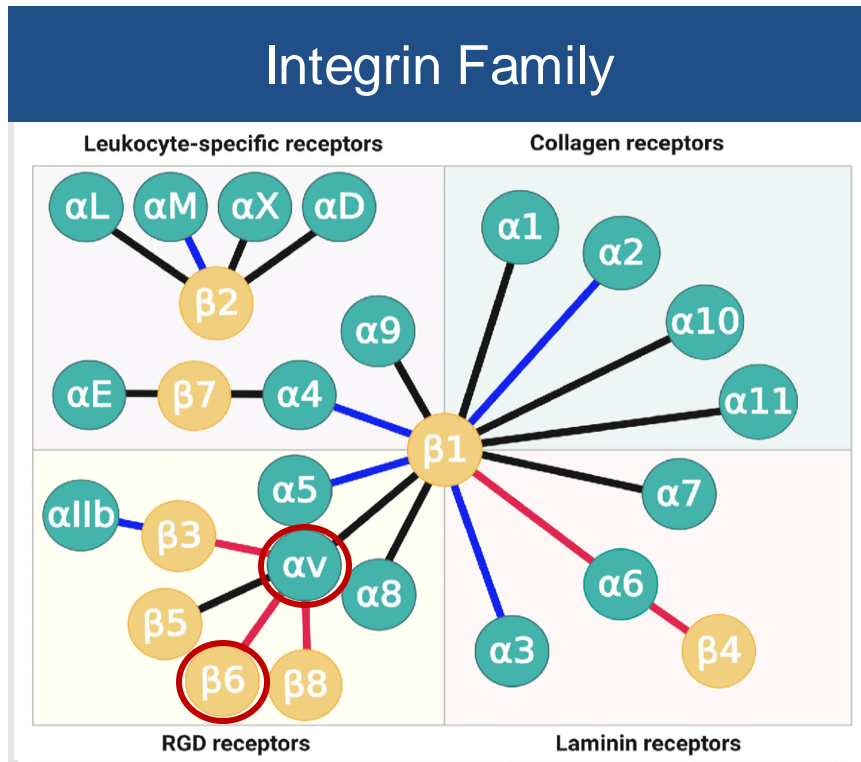 Integrin Family
Leukocyte-specific receptors
Collagen receptors
αL
αM
αX
αD
β2
α9
αE
β7
α4
α1
α2
α10
α11
β1
α5
αIIb
β3
αv
α8
β5
β6
β8
α7
α6
α3
β4
RGD receptors
Laminin receptors